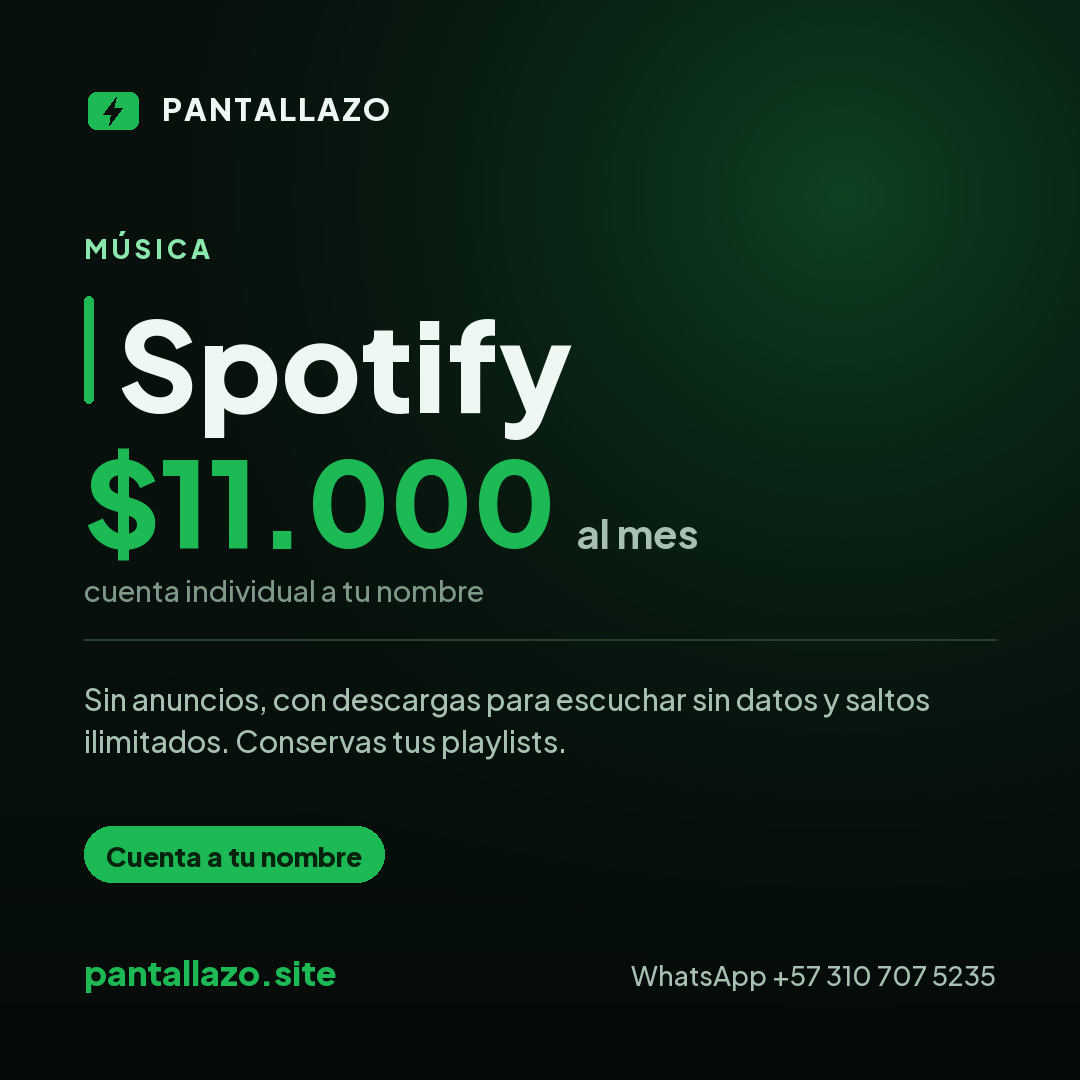 PANTALLAZO
MÚSICA
Spotify
$11.000 al mes
cuenta individual a tu nombre
Sin anuncios, con descargas para escuchar sin datos y saltos
ilimitados. Conservas tus playlists.
Cuenta a tu nombre
pantallazo.site
WhatsApp +57 310 707 5235